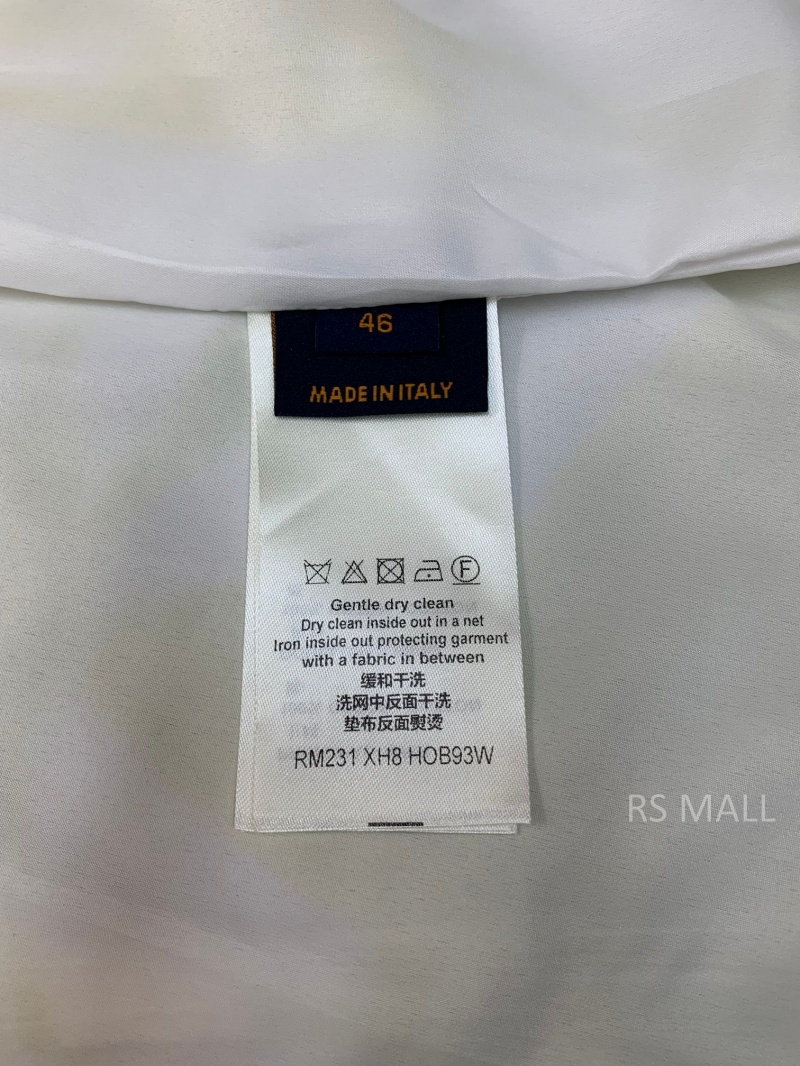 46
MADE IN ITALY
F
Gentle dry clean
Dry clean inside out in a net
Iron inside out protecting garment
with a fabric in between
缓和干洗
洗网中反面干洗
垫布反面熨烫
RM231 XH8 HOB93W
RS MALL